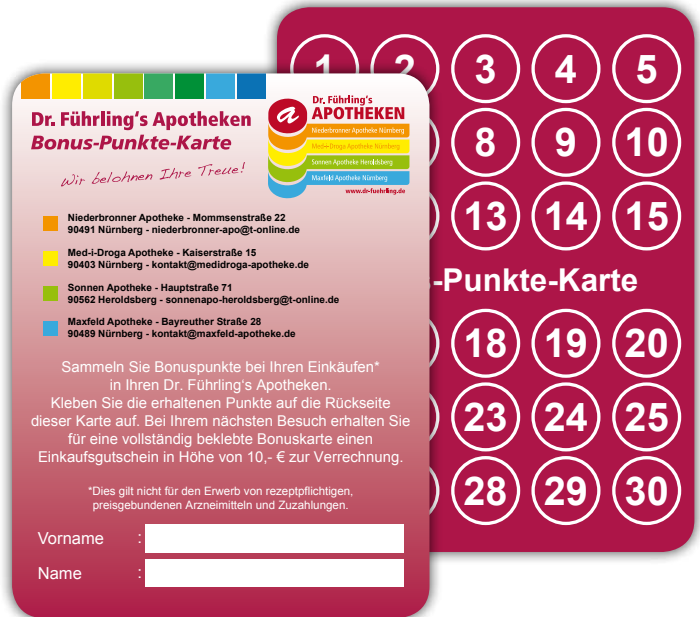 Dr. Führling's Apotheken
Bonus-Punkte-Karte
Wir belohnen Ihre Treue!
a
Dr. Führling's
APOTHEKEN
Niederbronner Apotheke Nürnberg
Med-i-Droga Apotheke Nürnberg
Sonnen Apotheke Heroldsberg
Maxfeld Apotheke Nürnberg
www.dr-fuehrling.de
Niederbronner Apotheke - Mommsenstraße 22
90491 Nürnberg - niederbronner-apo@t-online.de
Med-i-Droga Apotheke - Kaiserstraße 15
90403 Nürnberg - kontakt@medidroga-apotheke.de
Sonnen Apotheke - Hauptstraße 71
90562 Heroldsberg - sonnenapo-heroldsberg@t-online.de
Maxfeld Apotheke - Bayreuther Straße 28
90489 Nürnberg - kontakt@maxfeld-apotheke.de
Sammeln Sie Bonuspunkte bei Ihren Einkäufen*
in Ihren Dr. Führling's Apotheken.
Kleben Sie die erhaltenen Punkte auf die Rückseite
dieser Karte auf. Bei Ihrem nächsten Besuch erhalten Sie
für eine vollständig beklebte Bonuskarte einen
Einkaufsgutschein in Höhe von 10,- € zur Verrechnung.
*Dies gilt nicht für den Erwerb von rezeptpflichtigen,
preisgebundenen Arzneimitteln und Zuzahlungen.
Vorname :
Name :
1 2 3 4 5
8 9 10
13 14 15
-Punkte-Karte
18 19 20
23 24 25
28 29 30